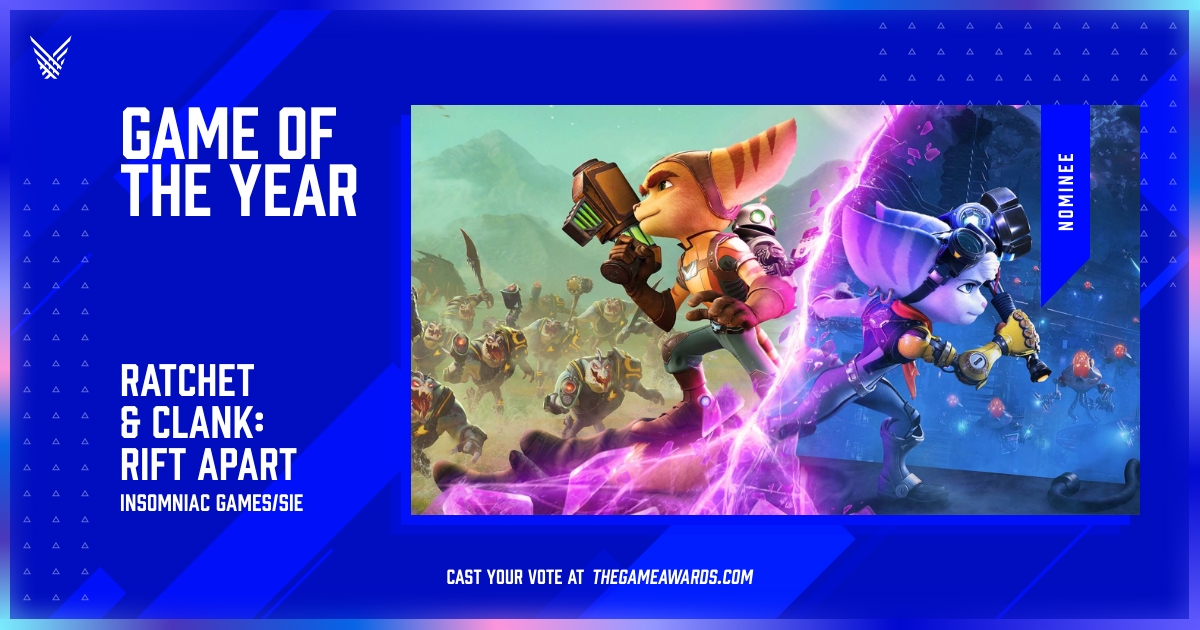 GAME OF
THE YEAR
NOMINEE
RATCHET
& CLANK:
RIFT APART
INSOMNIAC GAMES/SIE
CAST YOUR VOTE AT THEGAMEAWARDS.COM